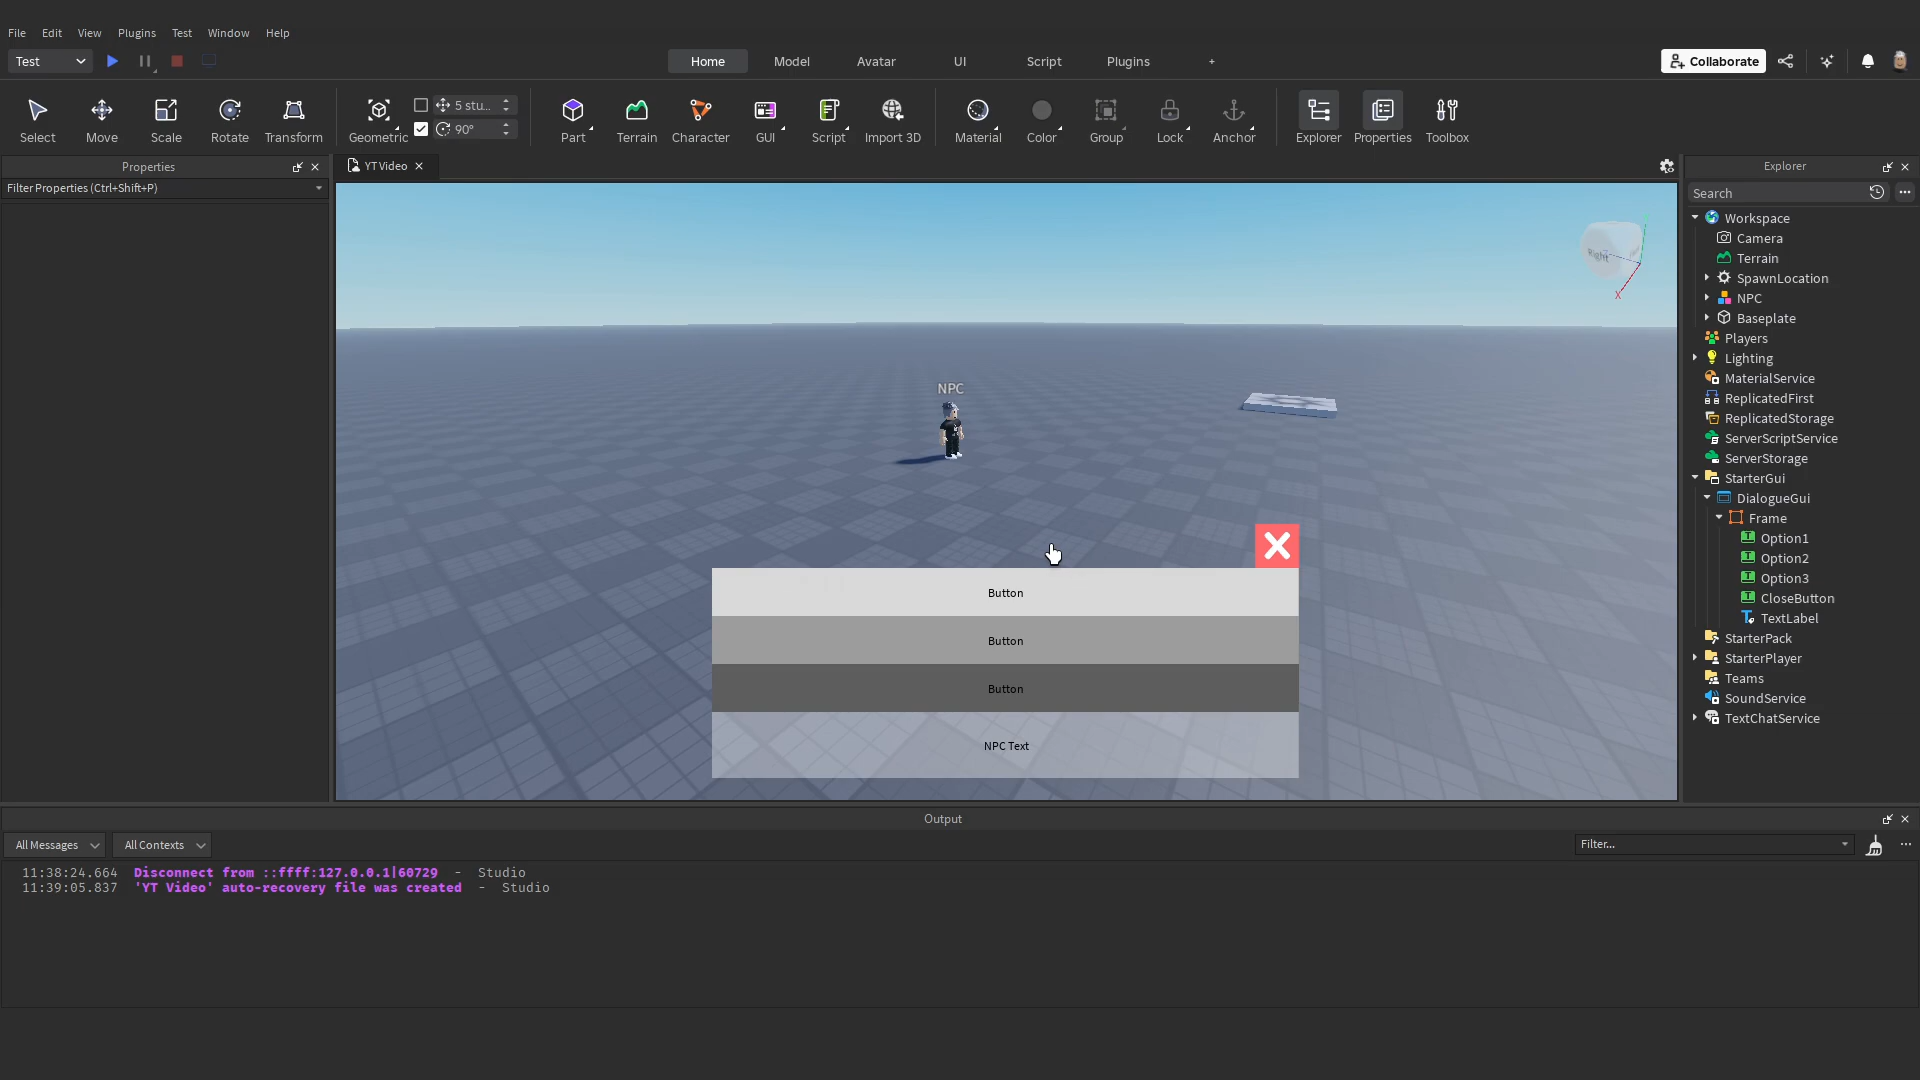 File Edit View Plugins Test Window Help
Test
Home Model Avatar UI Script Plugins +
Collaborate
5 stu...
90°
Select Move Scale Rotate Transform Geometric Part Terrain Character GUI Script Import 3D Material Color Group Lock Anchor Explorer Properties Toolbox
Properties
Filter Properties (Ctrl+Shift+P)
YT Video
Right
X
NPC
Button
Button
Button
NPC Text
Explorer
Search
Workspace
Camera
Terrain
SpawnLocation
NPC
Baseplate
Players
Lighting
MaterialService
ReplicatedFirst
ReplicatedStorage
ServerScriptService
ServerStorage
StarterGui
DialogueGui
Frame
Option1
Option2
Option3
CloseButton
TextLabel
StarterPack
StarterPlayer
Teams
SoundService
TextChatService
Output
All Messages All Contexts Filter...
11:38:24.664 Disconnect from ::ffff:127.0.0.1|60729 - Studio
11:39:05.837 'YT Video' auto-recovery file was created - Studio